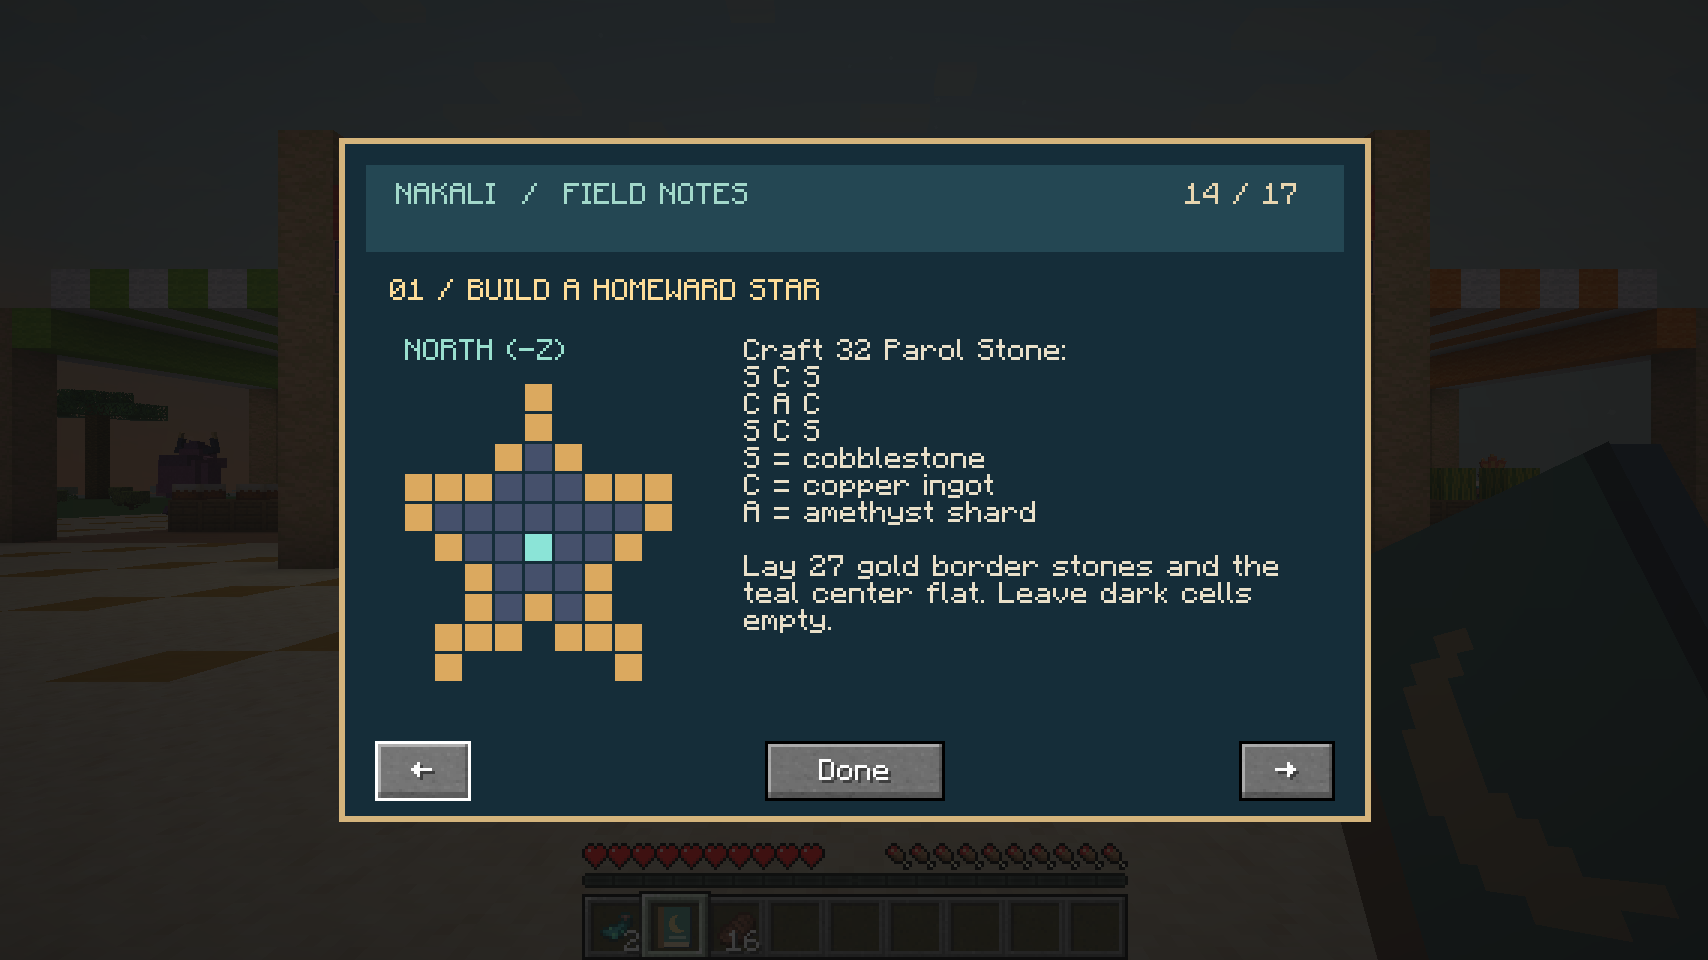 NAKALI / FIELD NOTES
14 / 17
01 / BUILD A HOMEWARD STAR
NORTH (-Z)
Craft 32 Parol Stone:
S C S
C A C
S C S
S = cobblestone
C = copper ingot
A = amethyst shard
Lay 27 gold border stones and the
teal center flat. Leave dark cells
empty.
←
Done
→
2
16